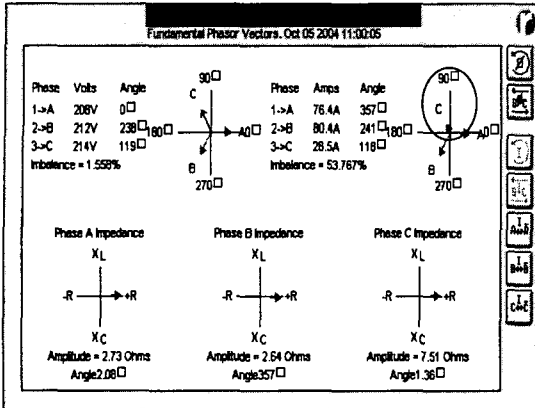 Fundamental Phasor Vectors. Oct 05 2004 11:00:05
Phase Volts Angle
1->A 208V 0□
2->B 212V 238□
3->C 214V 119□
Imbalance = 1.558%
90□
C
180□
A0□
B
270□
Phase Amps Angle
1->A 76.4A 357□
2->B 80.4A 241□
3->C 28.5A 118□
Imbalance = 53.767%
90□
C
180□
A0□
B
270□
Phase A Impedance
XL
-R +R
XC
Amplitude = 2.73 Ohms
Angle2.08□
Phase B Impedance
XL
-R +R
XC
Amplitude = 2.64 Ohms
Angle357□
Phase C Impedance
XL
-R +R
XC
Amplitude = 7.51 Ohms
Angle1.36□